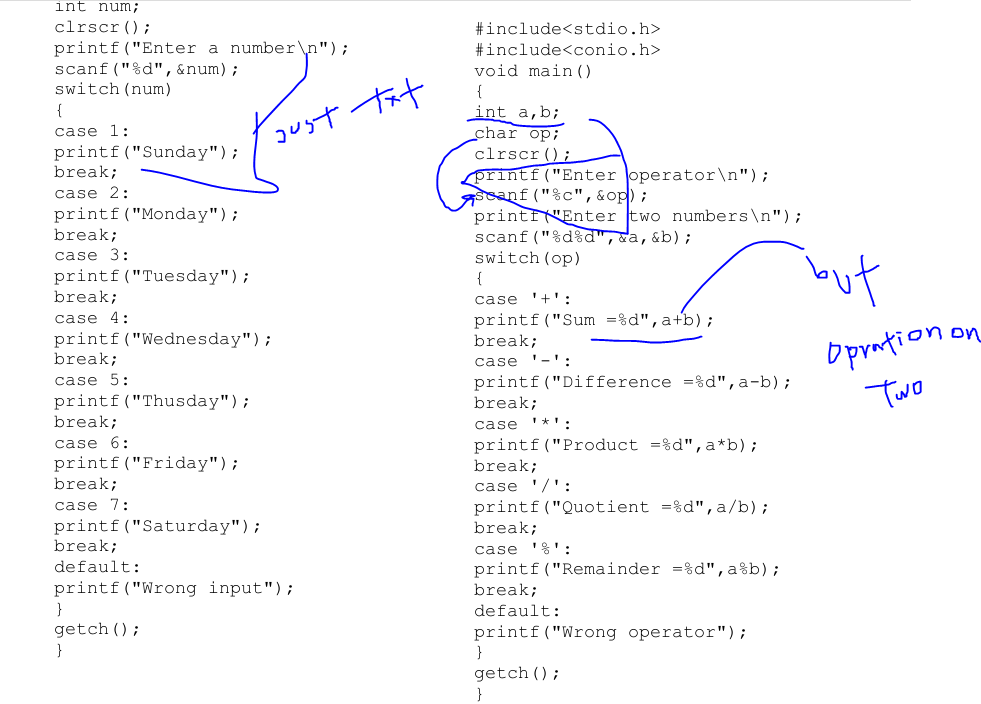 int num;
clrscr();
printf("Enter a number\n");
scanf("%d",&num);
switch(num)
{
case 1:
printf("Sunday");
break;
case 2:
printf("Monday");
break;
case 3:
printf("Tuesday");
break;
case 4:
printf("Wednesday");
break;
case 5:
printf("Thusday");
break;
case 6:
printf("Friday");
break;
case 7:
printf("Saturday");
break;
default:
printf("Wrong input");
}
getch();
}
just txt
#include<stdio.h>
#include<conio.h>
void main()
{
int a,b;
char op;
clrscr();
printf("Enter operator\n");
scanf("%c",&op);
printf("Enter two numbers\n");
scanf("%d%d",&a,&b);
switch(op)
{
case '+':
printf("Sum =%d",a+b);
break;
case '-':
printf("Difference =%d",a-b);
break;
case '*':
printf("Product =%d",a*b);
break;
case '/':
printf("Quotient =%d",a/b);
break;
case '%':
printf("Remainder =%d",a%b);
break;
default:
printf("Wrong operator");
}
getch();
}
but
opration on
two